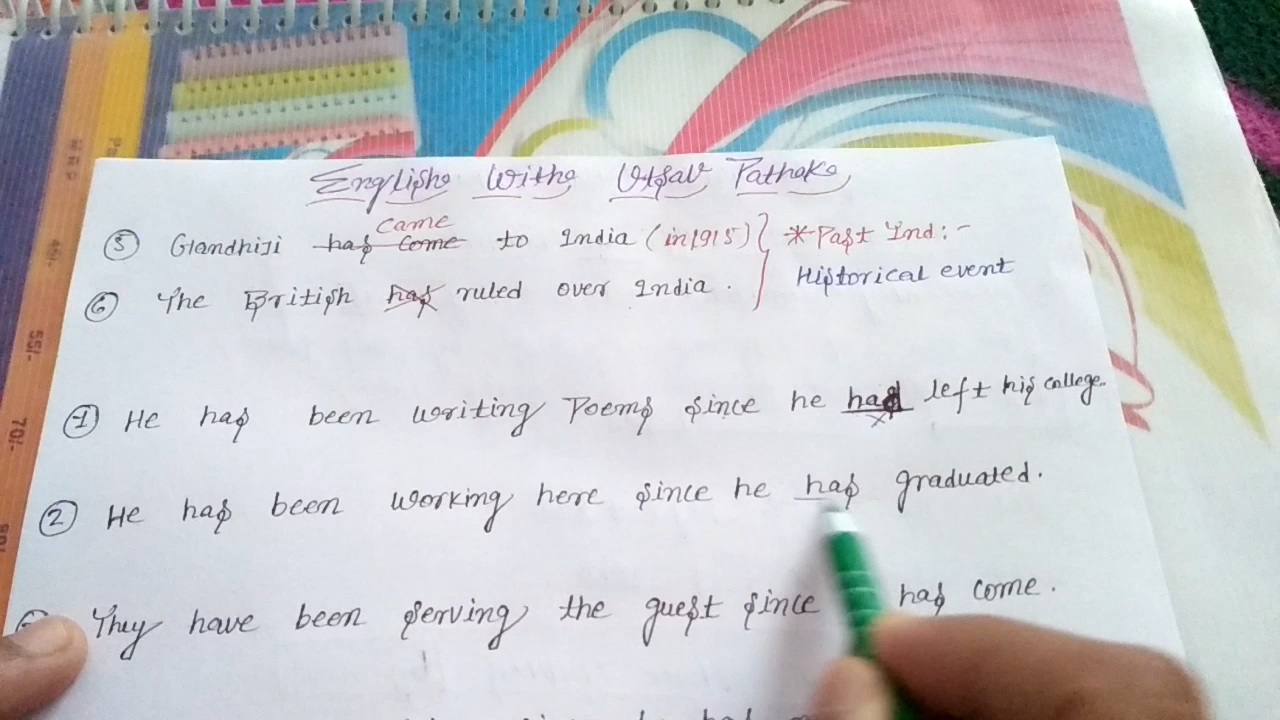 English With Utsav Pathak
came
5 Gandhiji has come to India (in 1915) } * Past Ind:-
6 The British has ruled over India. Historical event
1 He has been writing Poems since he had left his college.
x
2 He has been working here since he has graduated.
They have been serving the guest since has come.